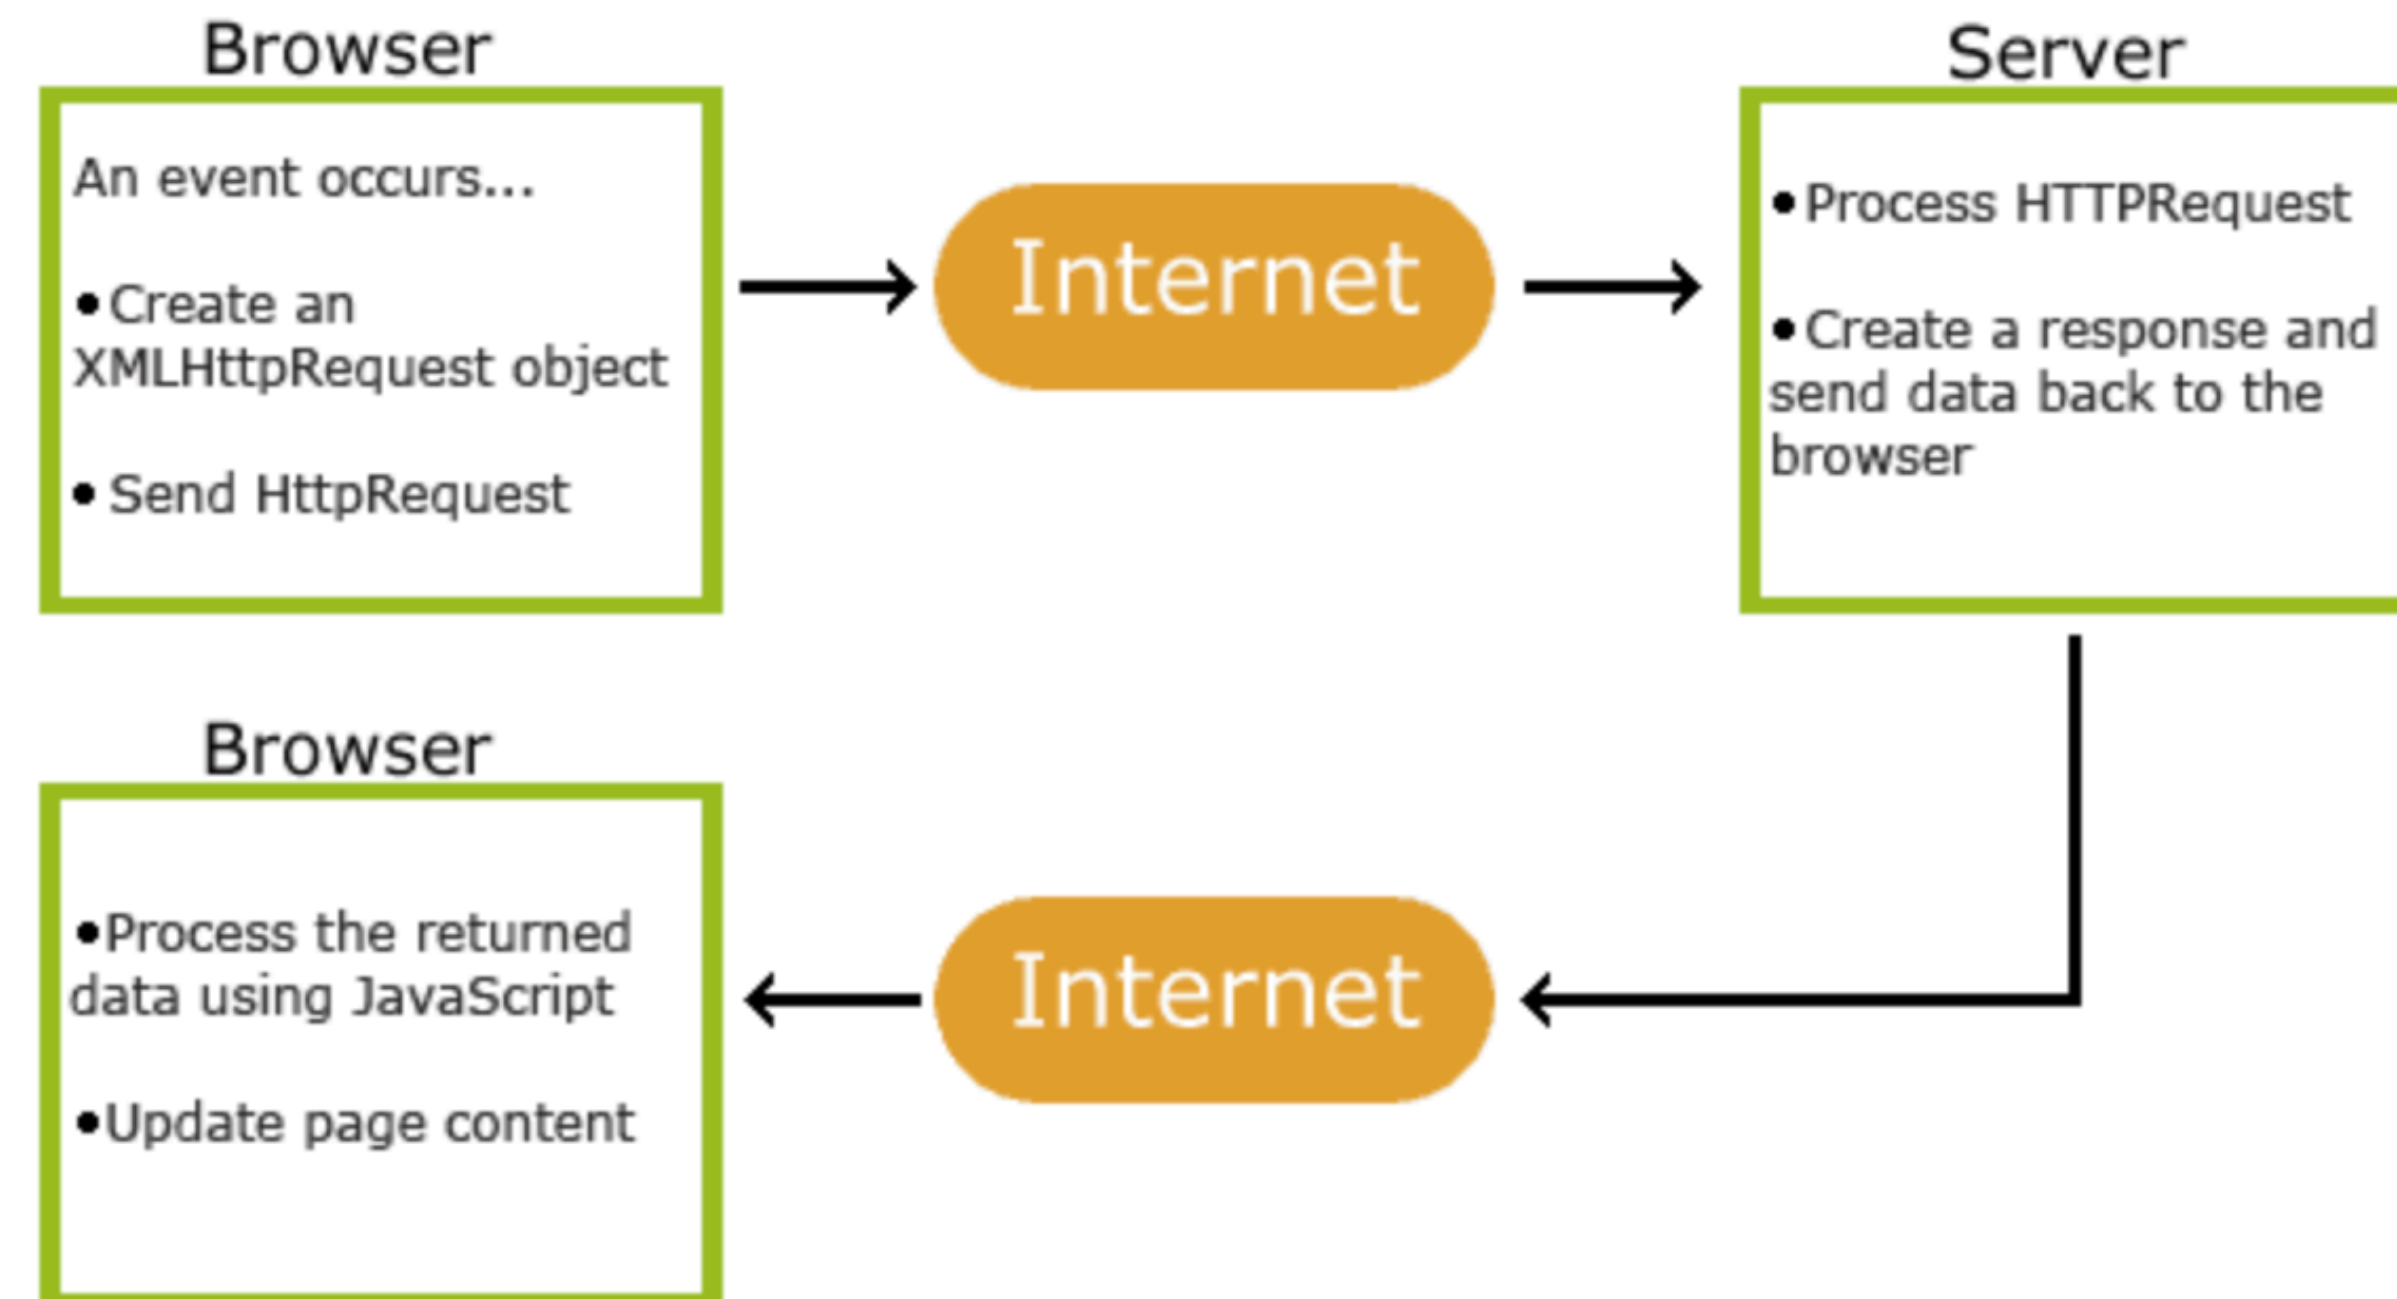 Browser
An event occurs...
●Create an
XMLHttpRequest object
● Send HttpRequest
Internet
Server
●Process HTTPRequest
●Create a response and
send data back to the
browser
Browser
●Process the returned
data using JavaScript
●Update page content
Internet